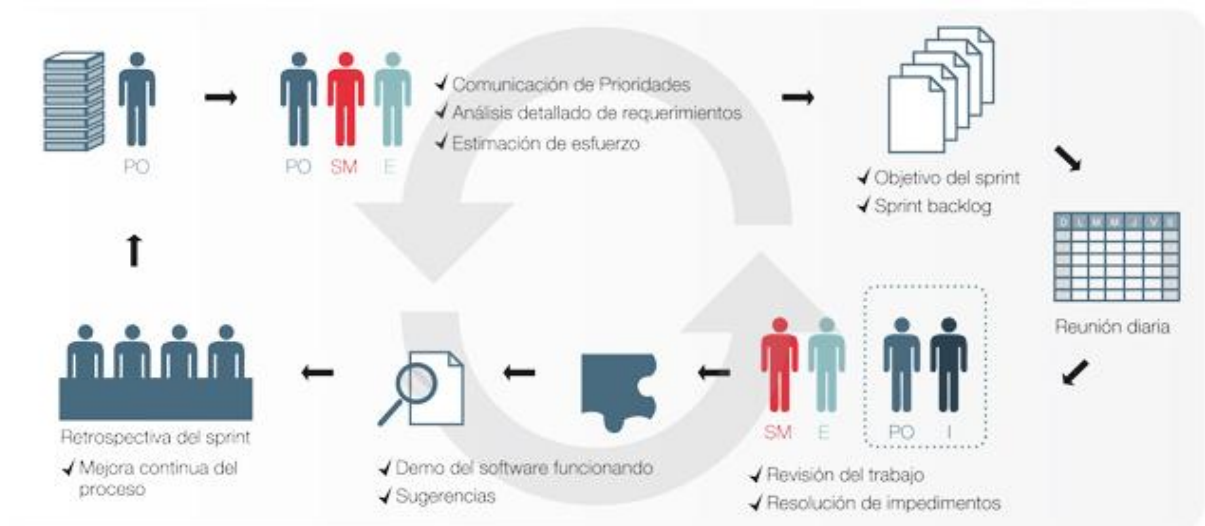 PO
PO SM E
Comunicación de Prioridades
Análisis detallado de requerimientos
Estimación de esfuerzo
Objetivo del sprint
Sprint backlog
D L M M J V S
Reunión diaria
SM E PO I
Revisión del trabajo
Resolución de impedimentos
Demo del software funcionando
Sugerencias
Retrospectiva del sprint
Mejora continua del
proceso